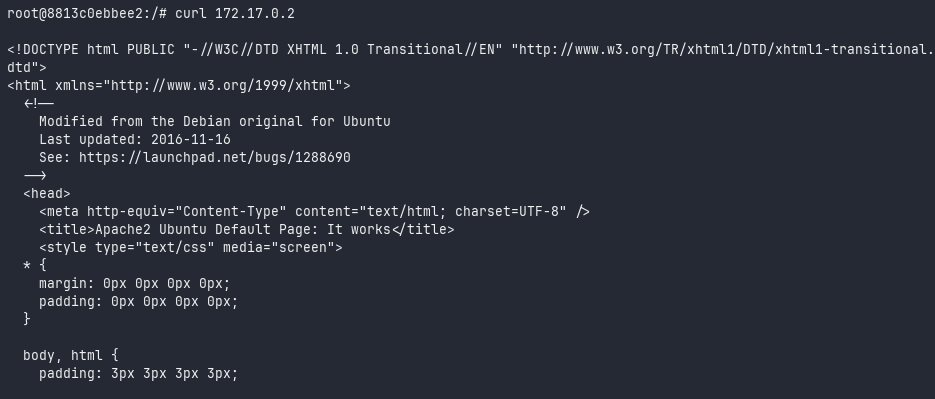 root@8813c0ebbee2:/# curl 172.17.0.2
<!DOCTYPE html PUBLIC "-//W3C//DTD XHTML 1.0 Transitional//EN" "http://www.w3.org/TR/xhtml1/DTD/xhtml1-transitional.
dtd">
<html xmlns="http://www.w3.org/1999/xhtml">
  <!--
    Modified from the Debian original for Ubuntu
    Last updated: 2016-11-16
    See: https://launchpad.net/bugs/1288690
  -->
  <head>
    <meta http-equiv="Content-Type" content="text/html; charset=UTF-8" />
    <title>Apache2 Ubuntu Default Page: It works</title>
    <style type="text/css" media="screen">
  * {
    margin: 0px 0px 0px 0px;
    padding: 0px 0px 0px 0px;
  }
  body, html {
    padding: 3px 3px 3px 3px;